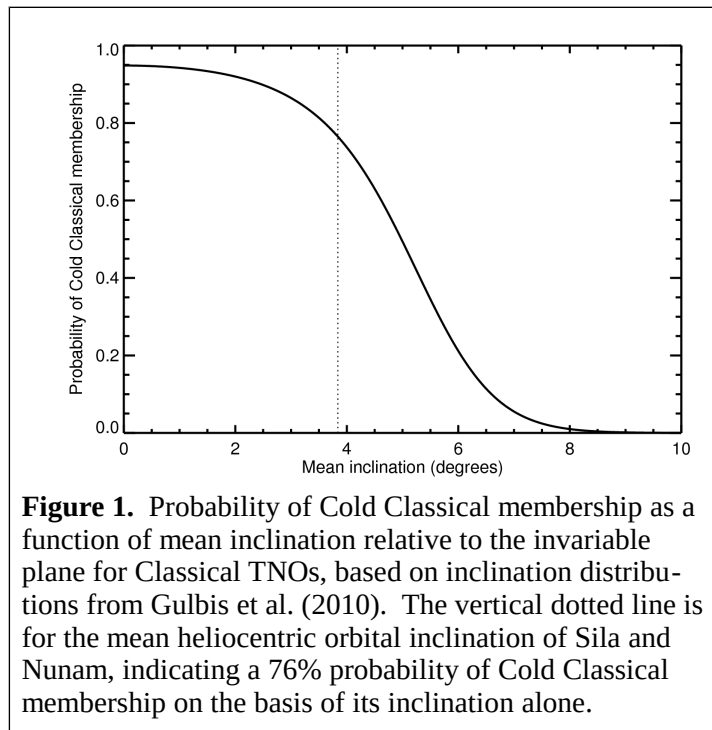 1.0
0.8
0.6
0.4
0.2
0.0
Probability of Cold Classical membership
0 2 4 6 8 10
Mean inclination (degrees)
Figure 1. Probability of Cold Classical membership as a
function of mean inclination relative to the invariable
plane for Classical TNOs, based on inclination distribu-
tions from Gulbis et al. (2010). The vertical dotted line is
for the mean heliocentric orbital inclination of Sila and
Nunam, indicating a 76% probability of Cold Classical
membership on the basis of its inclination alone.